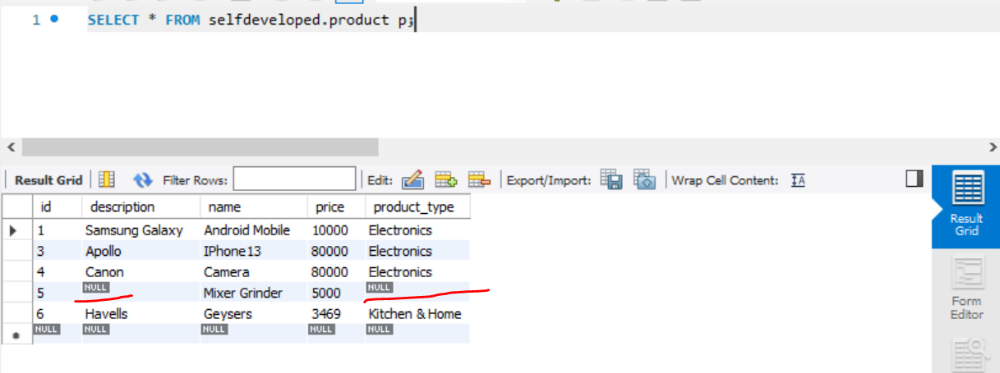 1 SELECT * FROM selfdeveloped.product p;
Result Grid Filter Rows: Edit: Export/Import: Wrap Cell Content: IA
id description name price product_type
1 Samsung Galaxy Android Mobile 10000 Electronics
3 Apollo IPhone13 80000 Electronics
4 Canon Camera 80000 Electronics
5 NULL Mixer Grinder 5000 NULL
6 Havells Geysers 3469 Kitchen & Home
NULL NULL NULL NULL NULL
Result
Grid
Form
Editor